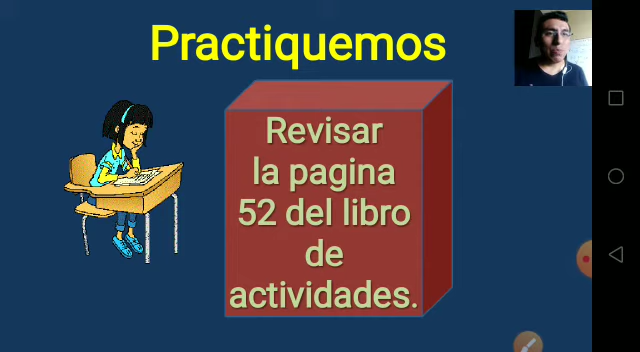 Practiquemos
Revisar
la pagina
52 del libro
de
actividades.